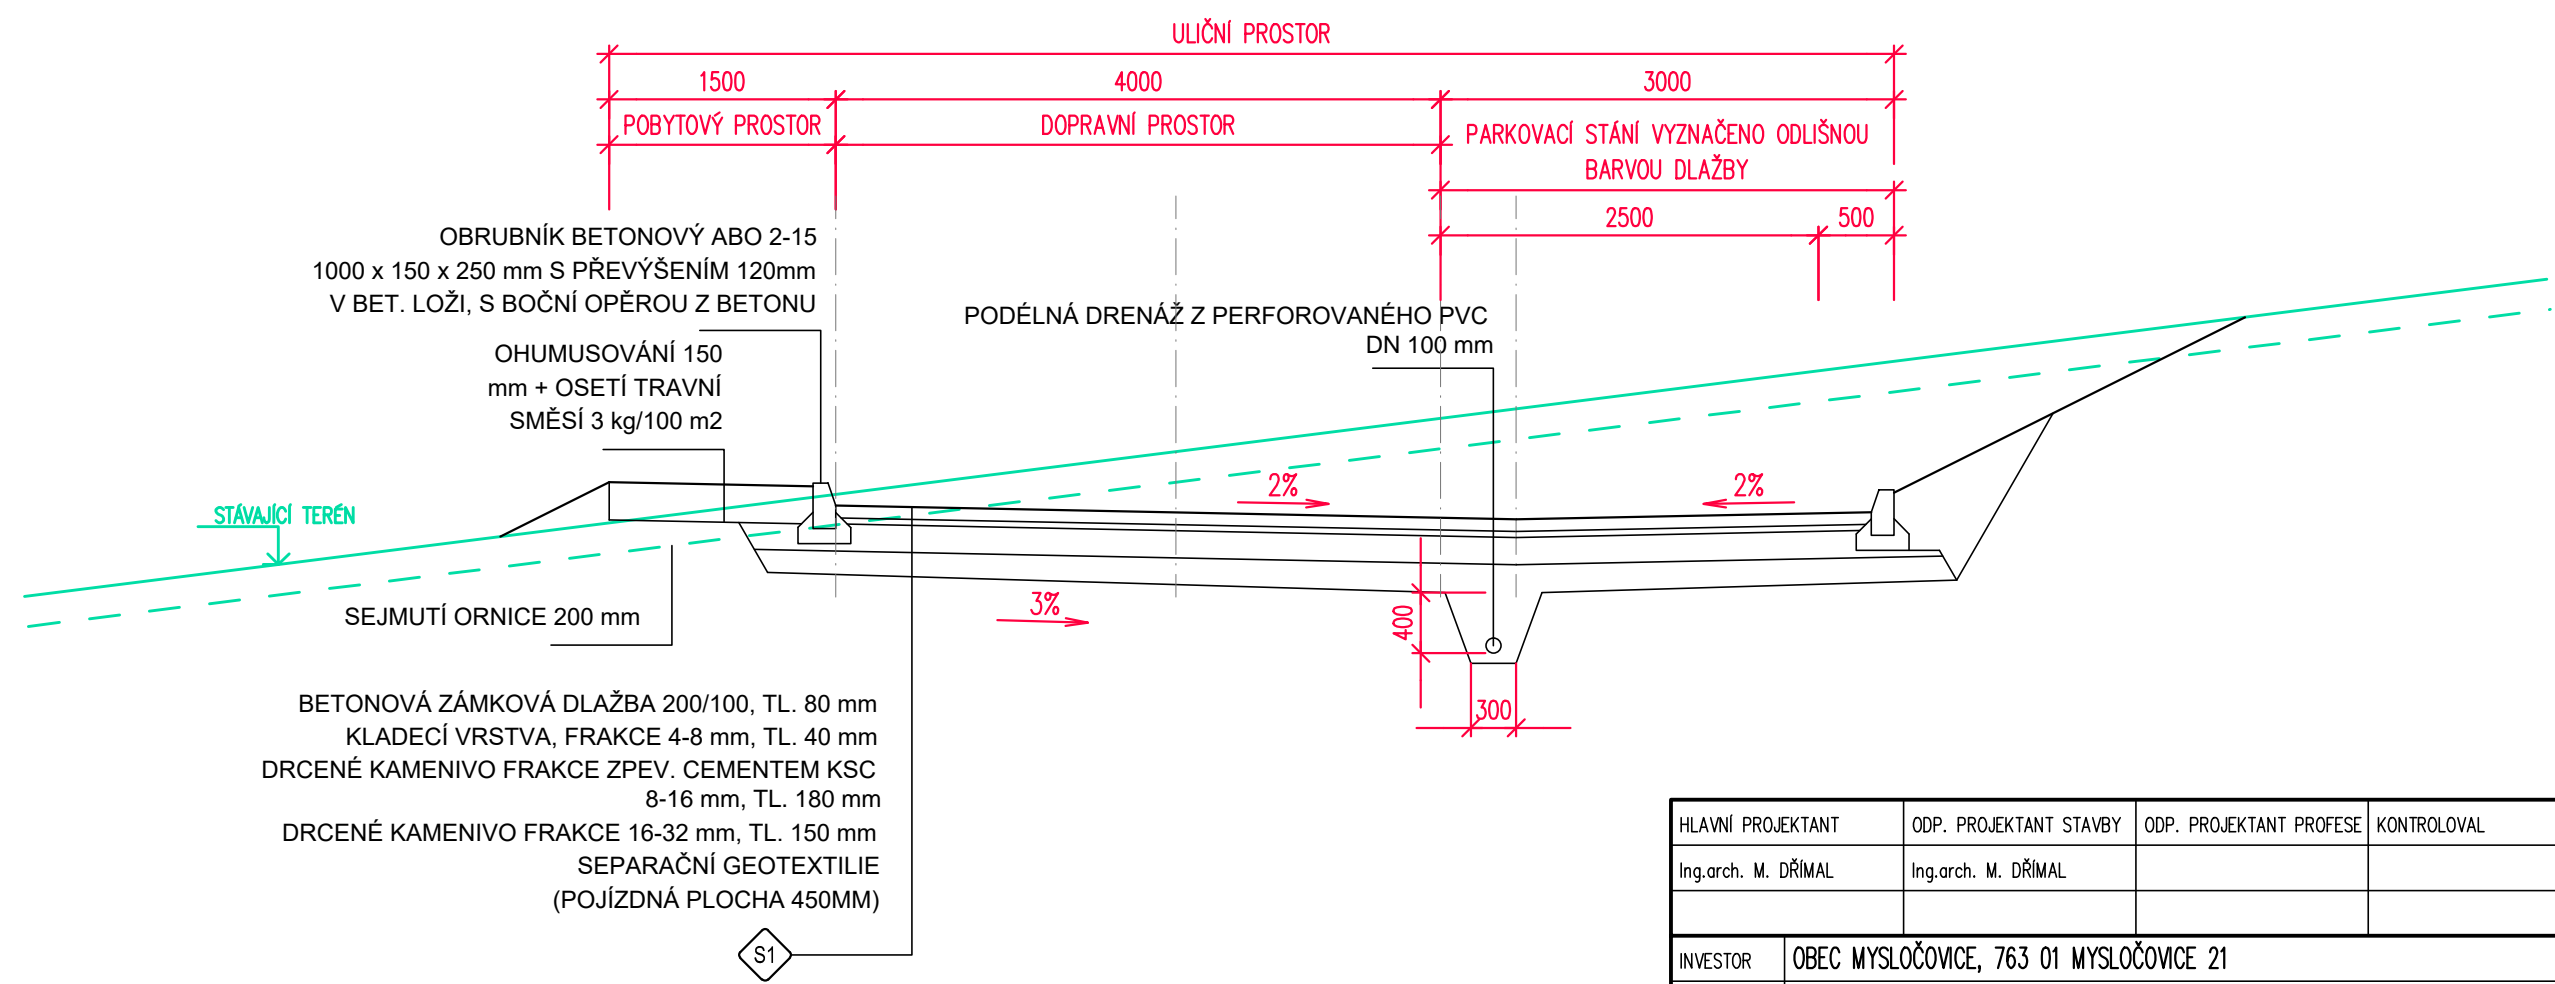 ULIČNÍ PROSTOR
1500
4000
3000
POBYTOVÝ PROSTOR
DOPRAVNÍ PROSTOR
PARKOVACÍ STÁNÍ VYZNAČENO ODLIŠNOU
BARVOU DLAŽBY
2500
500
OBRUBNÍK BETONOVÝ ABO 2-15
1000 x 150 x 250 mm S PŘEVÝŠENÍM 120mm
V BET. LOŽI, S BOČNÍ OPĚROU Z BETONU
PODÉLNÁ DRENÁŽ Z PERFOROVANÉHO PVC
DN 100 mm
OHUMUSOVÁNÍ 150
mm + OSETÍ TRAVNÍ
SMĚSÍ 3 kg/100 m2
2%
2%
STÁVAJÍCÍ TERÉN
3%
400
SEJMUTÍ ORNICE 200 mm
300
BETONOVÁ ZÁMKOVÁ DLAŽBA 200/100, TL. 80 mm
KLADECÍ VRSTVA, FRAKCE 4-8 mm, TL. 40 mm
DRCENÉ KAMENIVO FRAKCE ZPEV. CEMENTEM KSC
8-16 mm, TL. 180 mm
DRCENÉ KAMENIVO FRAKCE 16-32 mm, TL. 150 mm
SEPARAČNÍ GEOTEXTILIE
(POJÍZDNÁ PLOCHA 450MM)
S1
HLAVNÍ PROJEKTANT
ODP. PROJEKTANT STAVBY
ODP. PROJEKTANT PROFESE
KONTROLOVAL
Ing.arch. M. DŘÍMAL
Ing.arch. M. DŘÍMAL
INVESTOR
OBEC MYSLOČOVICE, 763 01 MYSLOČOVICE 21